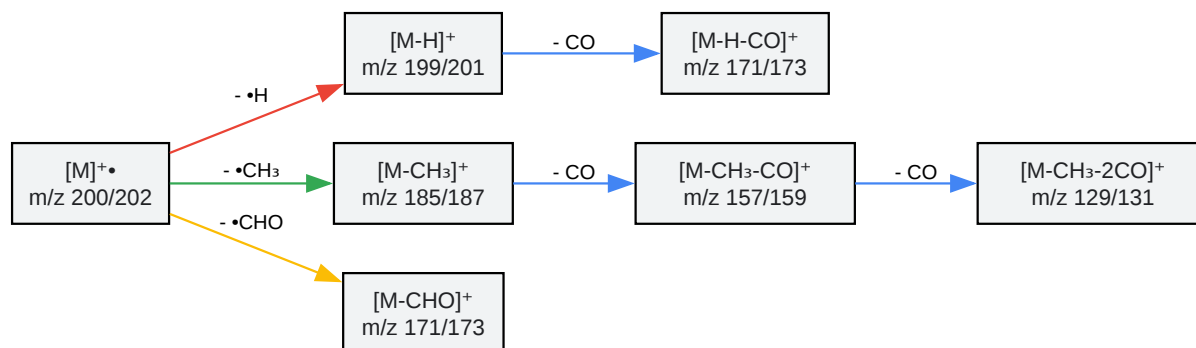 [M-H]⁺
m/z 199/201
- CO
[M-H-CO]⁺
m/z 171/173
- •H
[M]⁺•
m/z 200/202
- •CH₃
[M-CH₃]⁺
m/z 185/187
- CO
[M-CH₃-CO]⁺
m/z 157/159
- CO
[M-CH₃-2CO]⁺
m/z 129/131
- •CHO
[M-CHO]⁺
m/z 171/173